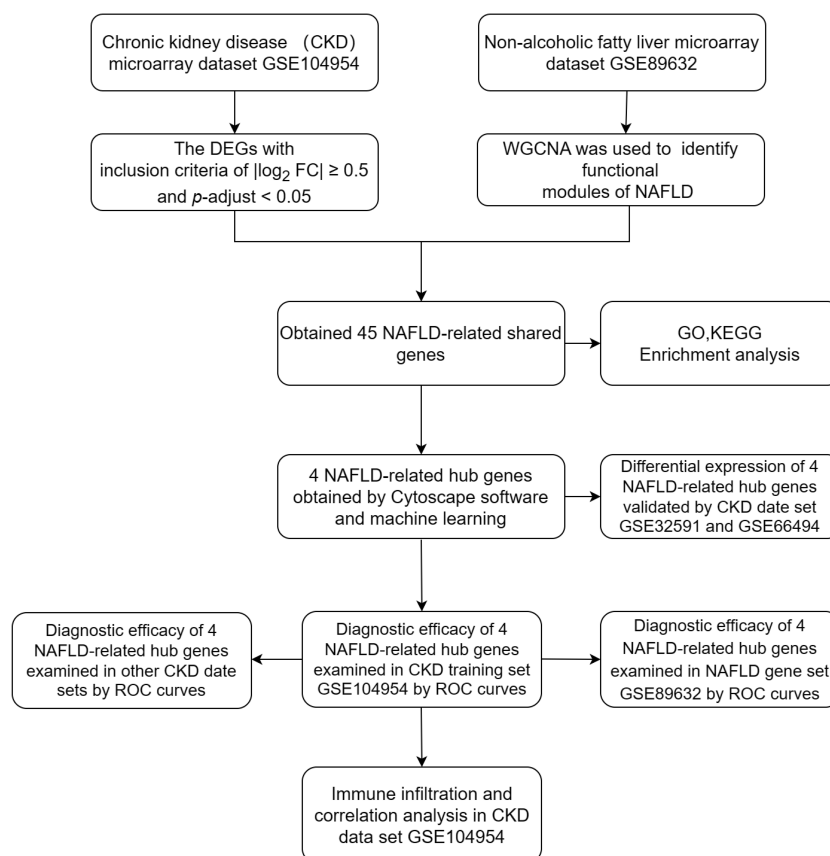 Chronic kidney disease （CKD）
microarray dataset GSE104954
Non-alcoholic fatty liver microarray
dataset GSE89632
The DEGs with
inclusion criteria of |log₂ FC| ≥ 0.5
and p-adjust < 0.05
WGCNA was used to identify
functional
modules of NAFLD
Obtained 45 NAFLD-related shared
genes
GO,KEGG
Enrichment analysis
4 NAFLD-related hub genes
obtained by Cytoscape software
and machine learning
Differential expression of 4
NAFLD-related hub genes
validated by CKD date set
GSE32591 and GSE66494
Diagnostic efficacy of 4
NAFLD-related hub genes
examined in other CKD date
sets by ROC curves
Diagnostic efficacy of 4
NAFLD-related hub genes
examined in CKD training set
GSE104954 by ROC curves
Diagnostic efficacy of 4
NAFLD-related hub genes
examined in NAFLD gene set
GSE89632 by ROC curves
Immune infiltration and
correlation analysis in CKD
data set GSE104954